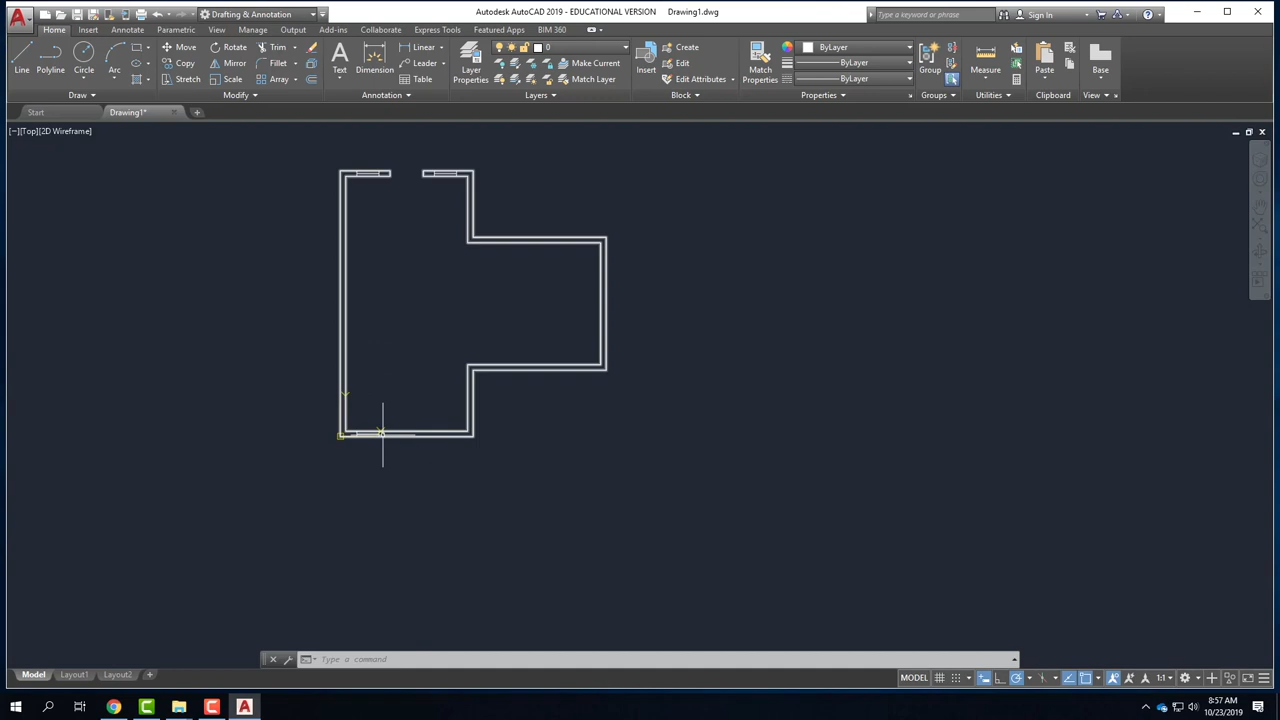 Drafting & Annotation
Autodesk AutoCAD 2019 - EDUCATIONAL VERSION Drawing1.dwg
Type a keyword or phrase
Sign In
Home Insert Annotate Parametric View Manage Output Add-ins Collaborate Express Tools Featured Apps BIM 360
Line Polyline Circle Arc
Move Rotate Trim
Copy Mirror Fillet
Stretch Scale Array
Text Dimension
Linear
Leader
Table
Layer Properties
0
Make Current
Match Layer
Insert
Create
Edit
Edit Attributes
Match Properties
ByLayer
ByLayer
ByLayer
Group
Measure
Paste
Base
Draw Modify Annotation Layers Block Properties Groups Utilities Clipboard View
Start Drawing1*
[−][Top][2D Wireframe]
Type a command
Model Layout1 Layout2
MODEL
1:1
8:57 AM
10/23/2019